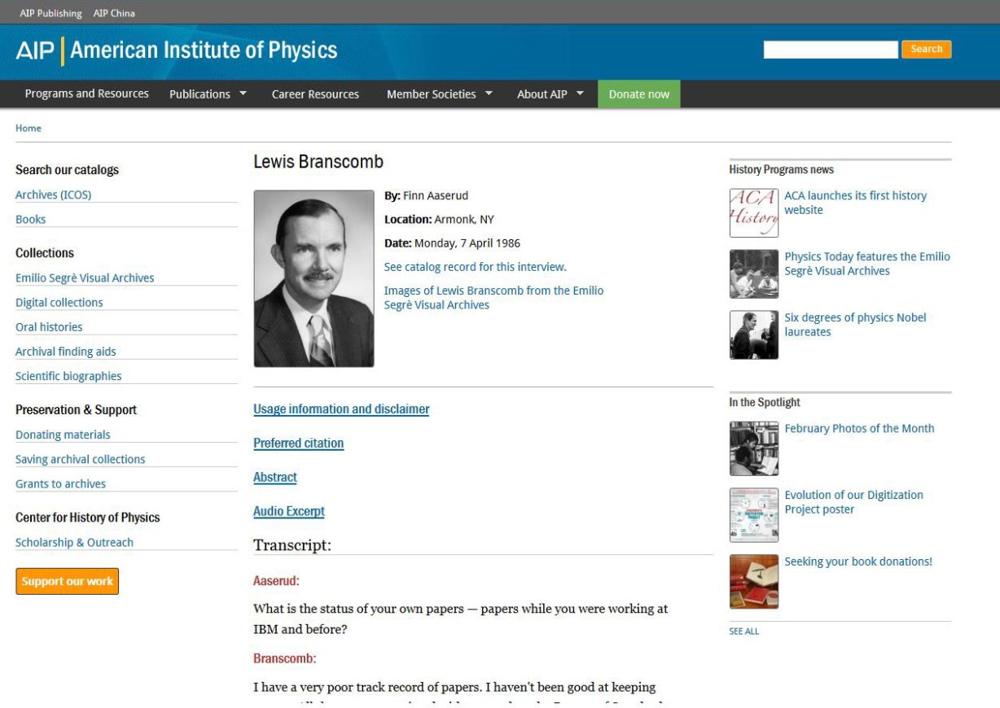 AIP Publishing AIP China
AIP American Institute of Physics
Search
Programs and Resources Publications Career Resources Member Societies About AIP Donate now
Home
Search our catalogs
Archives (ICOS)
Books
Collections
Emilio Segrè Visual Archives
Digital collections
Oral histories
Archival finding aids
Scientific biographies
Preservation & Support
Donating materials
Saving archival collections
Grants to archives
Center for History of Physics
Scholarship & Outreach
Support our work
Lewis Branscomb
By: Finn Aaserud
Location: Armonk, NY
Date: Monday, 7 April 1986
See catalog record for this interview.
Images of Lewis Branscomb from the Emilio
Segrè Visual Archives
Usage information and disclaimer
Preferred citation
Abstract
Audio Excerpt
Transcript:
Aaserud:
What is the status of your own papers — papers while you were working at
IBM and before?
Branscomb:
I have a very poor track record of papers. I haven't been good at keeping
History Programs news
ACA
History
ACA launches its first history
website
Physics Today features the Emilio
Segrè Visual Archives
Six degrees of physics Nobel
laureates
In the Spotlight
February Photos of the Month
Evolution of our Digitization
Project poster
Seeking your book donations!
SEE ALL